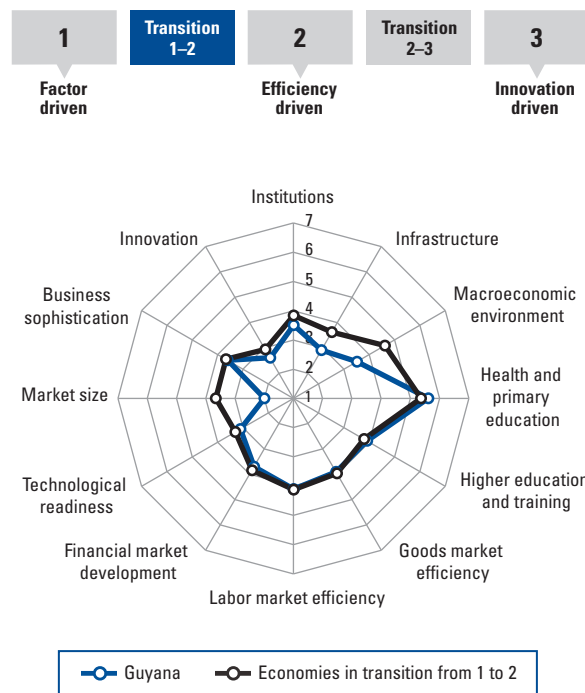 1
Transition
1–2
2
Transition
2–3
3
Factor
driven
Efficiency
driven
Innovation
driven
Institutions
7
6
5
4
3
2
1
Infrastructure
Macroeconomic
environment
Health and
primary
education
Higher education
and training
Goods market
efficiency
Labor market efficiency
Financial market
development
Technological
readiness
Market size
Business
sophistication
Innovation
Guyana
Economies in transition from 1 to 2